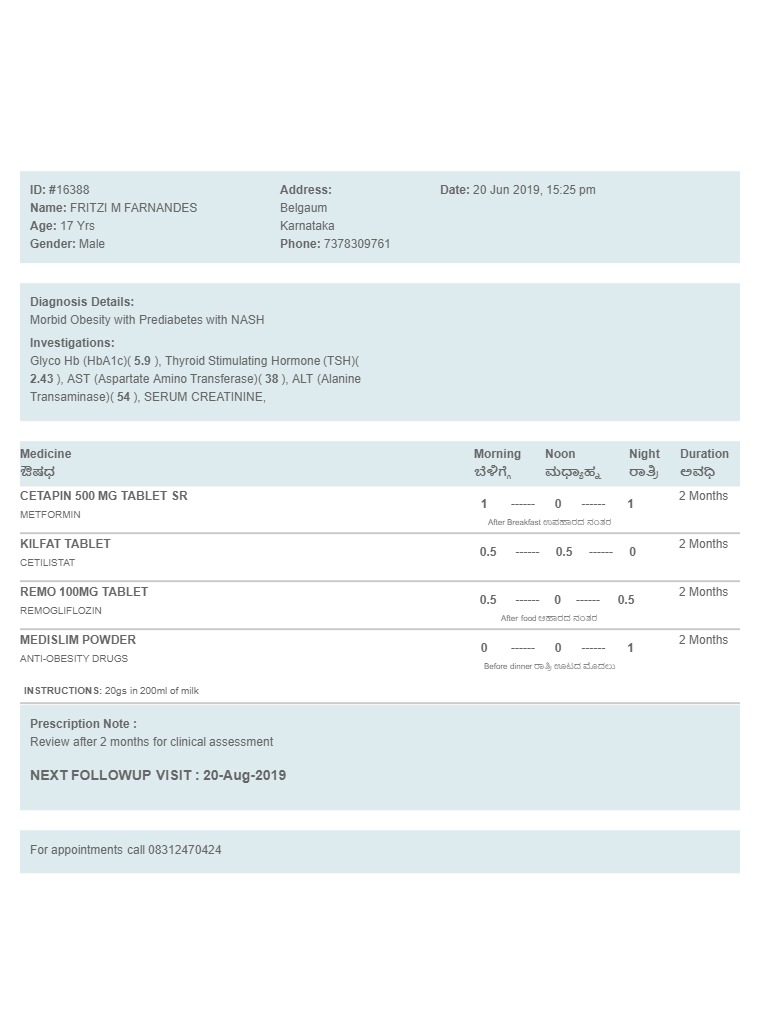 ID: #16388
Name: FRITZI M FARNANDES
Age: 17 Yrs
Gender: Male
Address:
Belgaum
Karnataka
Phone: 7378309761
Date: 20 Jun 2019, 15:25 pm
Diagnosis Details:
Morbid Obesity with Prediabetes with NASH
Investigations:
Glyco Hb (HbA1c)( 5.9 ), Thyroid Stimulating Hormone (TSH)(
2.43 ), AST (Aspartate Amino Transferase)( 38 ), ALT (Alanine
Transaminase)( 54 ), SERUM CREATININE,
Medicine Morning Noon Night Duration
ಔಷಧ ಬೆಳಿಗ್ಗೆ ಮಧ್ಯಾಹ್ನ ರಾತ್ರಿ ಅವಧಿ
CETAPIN 500 MG TABLET SR 1 ------ 0 ------ 1 2 Months
METFORMIN After Breakfast ಉಪಹಾರದ ನಂತರ
KILFAT TABLET 0.5 ------ 0.5 ------ 0 2 Months
CETILISTAT
REMO 100MG TABLET 0.5 ------ 0 ------ 0.5 2 Months
REMOGLIFLOZIN After food ಆಹಾರದ ನಂತರ
MEDISLIM POWDER 0 ------ 0 ------ 1 2 Months
ANTI-OBESITY DRUGS Before dinner ರಾತ್ರಿ ಊಟದ ಮೊದಲು
INSTRUCTIONS: 20gs in 200ml of milk
Prescription Note :
Review after 2 months for clinical assessment
NEXT FOLLOWUP VISIT : 20-Aug-2019
For appointments call 08312470424